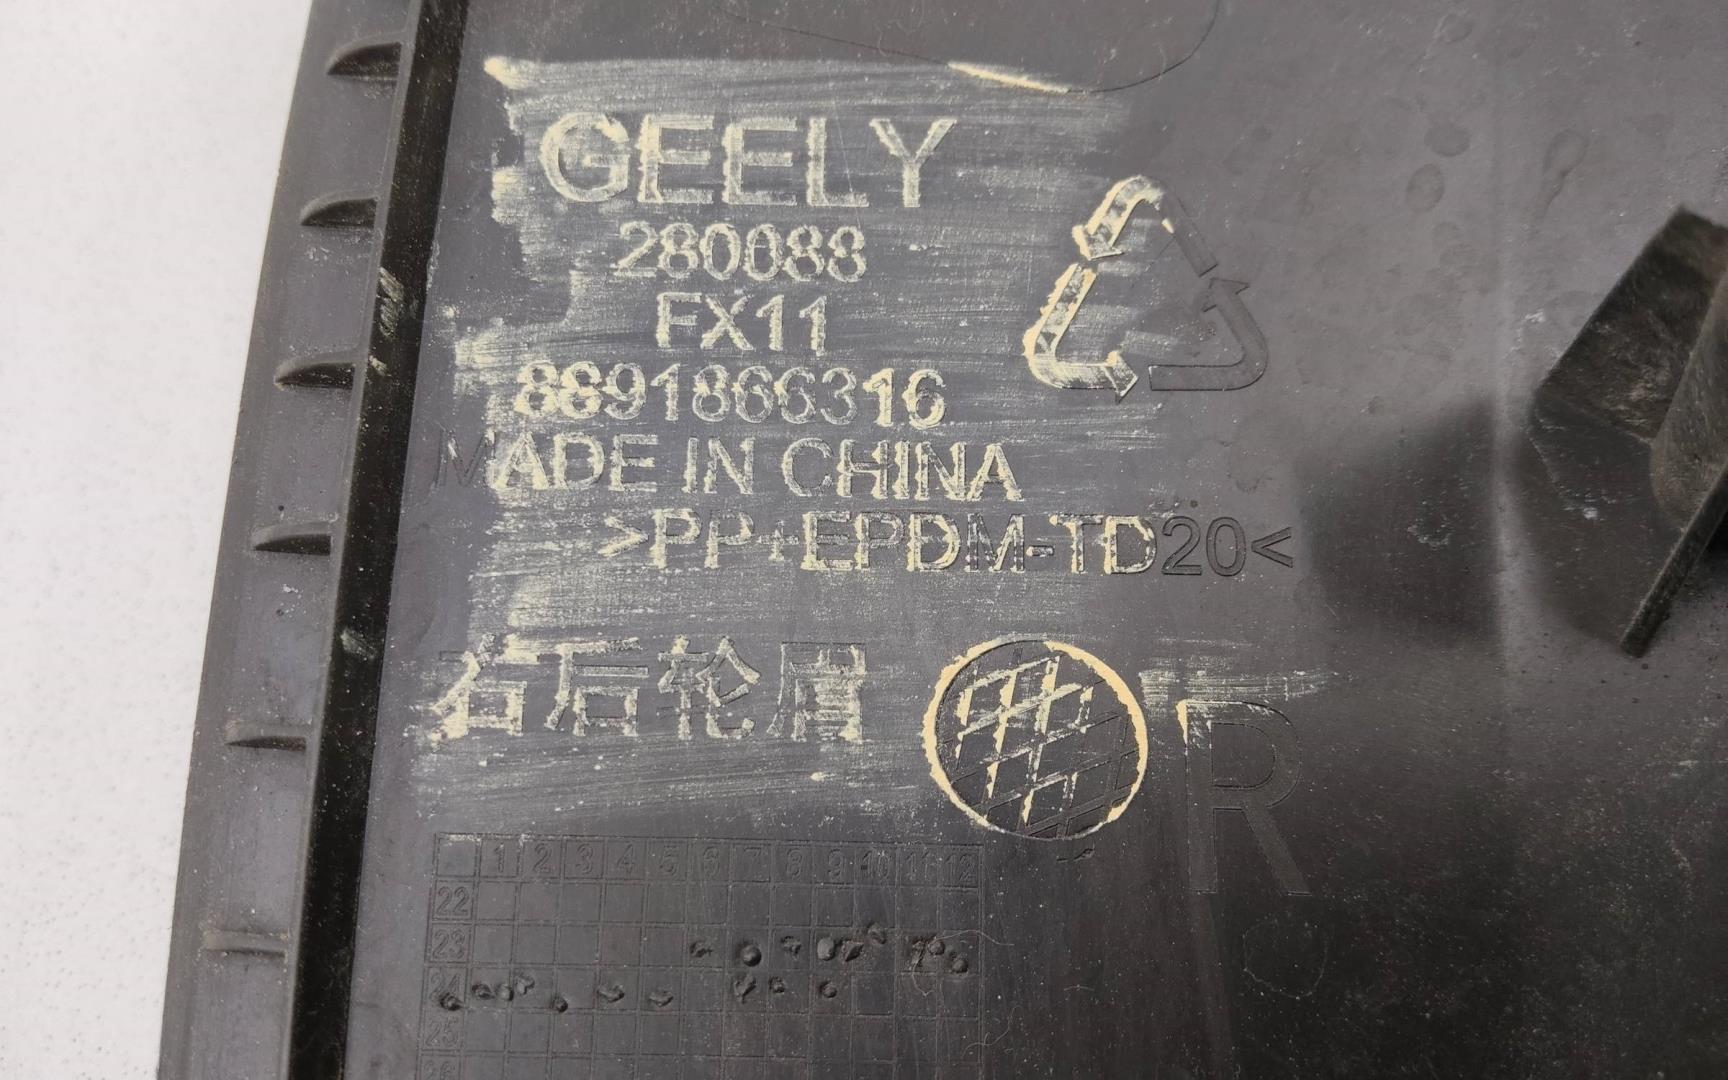 GEELY
280088
FX11
8891866316
MADE IN CHINA
>PP+EPDM-TD20<
右后轮眉
R
1 2 3 4 5 6 7 8 9 10 11 12
22
23
24
25
26